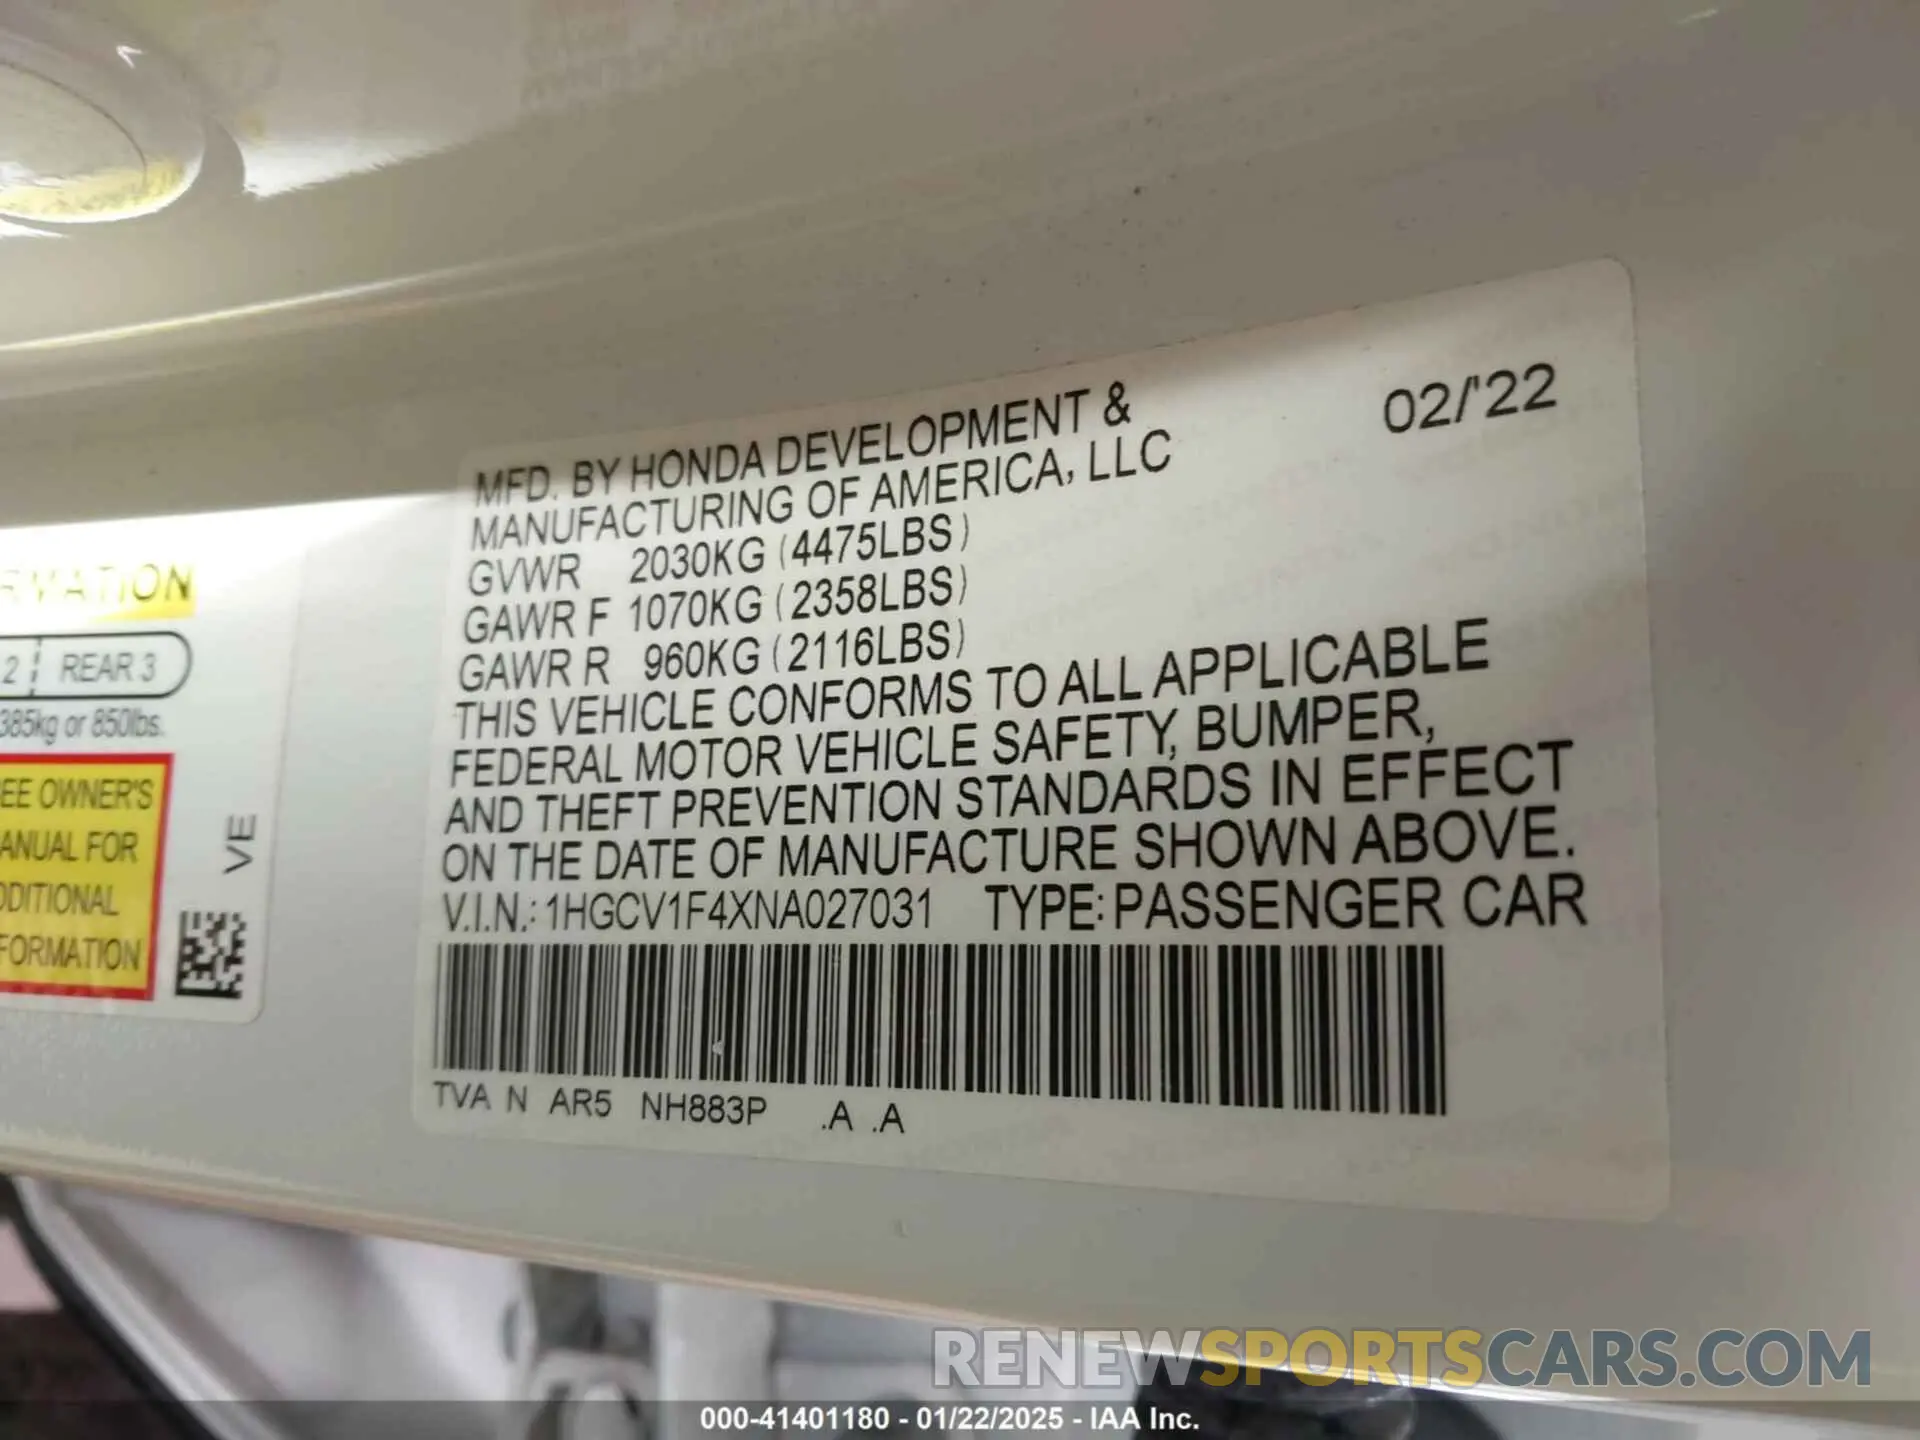 MFD. BY HONDA DEVELOPMENT &
MANUFACTURING OF AMERICA, LLC
02/'22
GVWR 2030KG (4475LBS)
GAWR F 1070KG (2358LBS)
GAWR R 960KG (2116LBS)
THIS VEHICLE CONFORMS TO ALL APPLICABLE
FEDERAL MOTOR VEHICLE SAFETY, BUMPER,
AND THEFT PREVENTION STANDARDS IN EFFECT
ON THE DATE OF MANUFACTURE SHOWN ABOVE.
V.I.N.: 1HGCV1F4XNA027031 TYPE: PASSENGER CAR
TVA N AR5 NH883P .A .A
RMATION
2 REAR 3
385kg or 850lbs.
EE OWNER'S
ANUAL FOR
DDITIONAL
FORMATION
VE
RENEWSPORTSCARS.COM
000-41401180 - 01/22/2025 - IAA Inc.